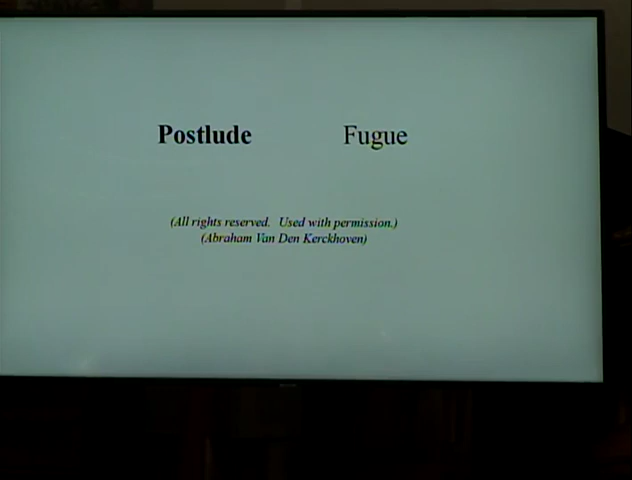 Postlude Fugue
(All rights reserved. Used with permission.)
(Abraham Van Den Kerckhoven)